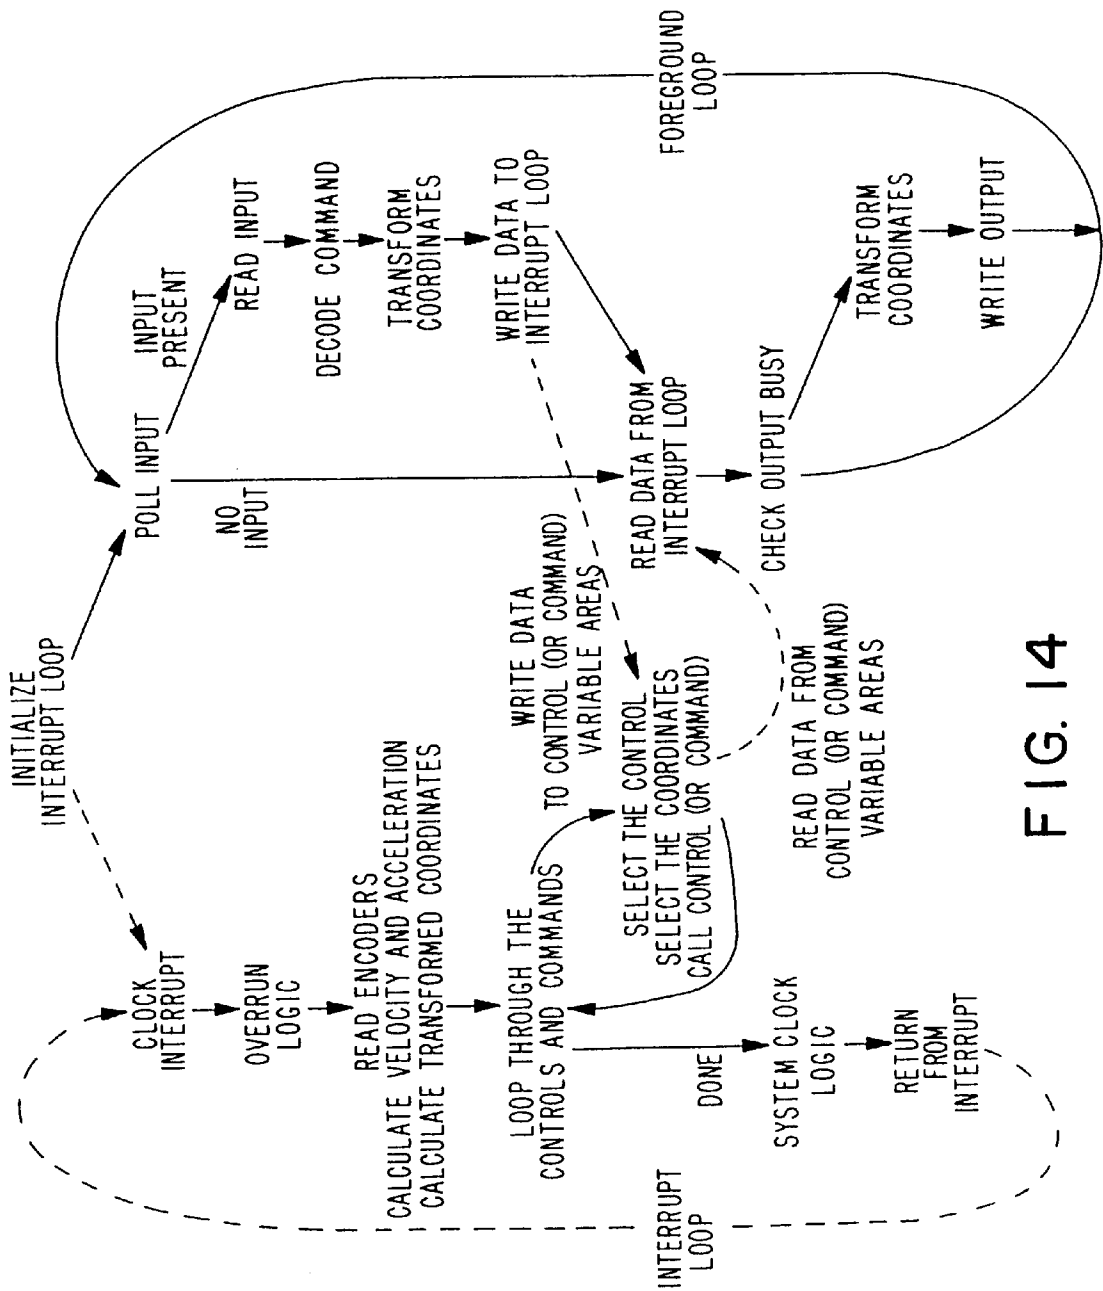 INITIALIZE
INTERRUPT LOOP
CLOCK
INTERRUPT
OVERRUN
LOGIC
READ ENCODERS
CALCULATE VELOCITY AND ACCELERATION
CALCULATE TRANSFORMED COORDINATES
LOOP THROUGH THE
CONTROLS AND COMMANDS
WRITE DATA
TO CONTROL (OR COMMAND)
VARIABLE AREAS
SELECT THE CONTROL
SELECT THE COORDINATES
CALL CONTROL (OR COMMAND)
DONE
SYSTEM CLOCK
LOGIC
RETURN
FROM
INTERRUPT
INTERRUPT
LOOP
READ DATA FROM
CONTROL (OR COMMAND)
VARIABLE AREAS
POLL INPUT
NO
INPUT
INPUT
PRESENT
READ INPUT
DECODE COMMAND
TRANSFORM
COORDINATES
WRITE DATA TO
INTERRUPT LOOP
READ DATA FROM
INTERRUPT LOOP
CHECK OUTPUT BUSY
TRANSFORM
COORDINATES
WRITE OUTPUT
FOREGROUND
LOOP
FIG. 14